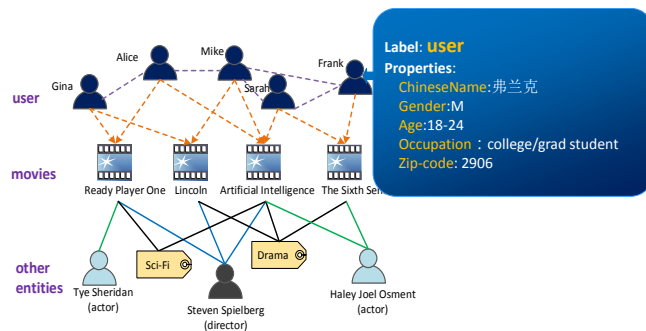 Gina
Alice
Mike
Sarah
Frank
user
Label: user
Properties:
ChineseName:弗兰克
Gender:M
Age:18-24
Occupation：college/grad student
Zip-code: 2906
movies
Ready Player One
Lincoln
Artificial Intelligence
The Sixth Sen
other
entities
Sci-Fi
Drama
Tye Sheridan
(actor)
Steven Spielberg
(director)
Haley Joel Osment
(actor)